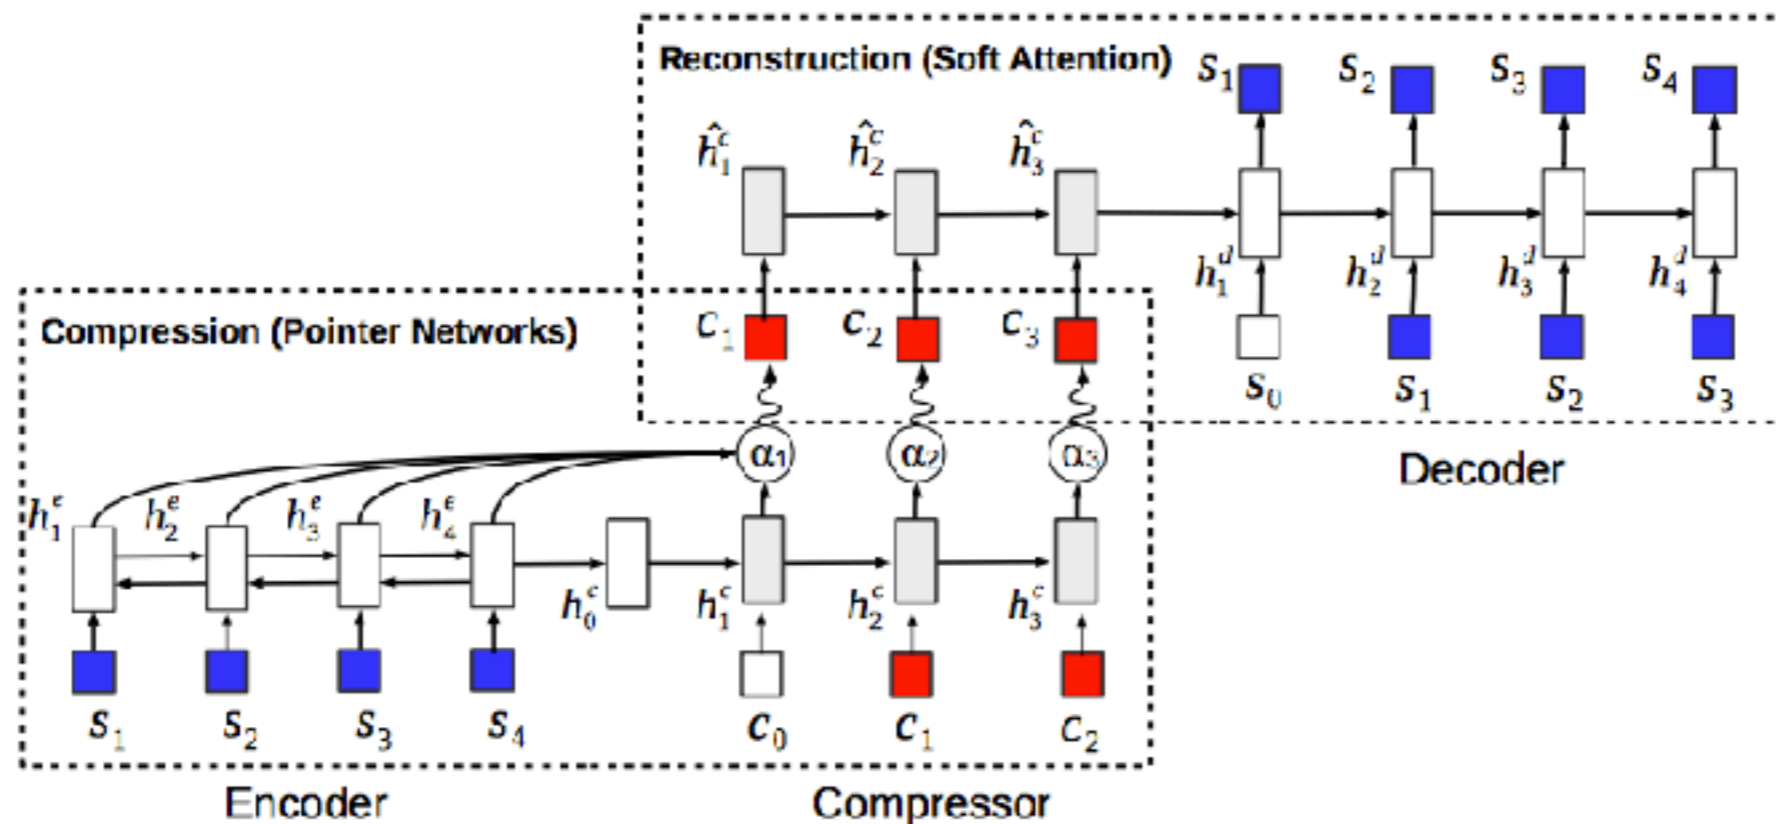 Reconstruction (Soft Attention)
S₁ S₂ S₃ S₄
ĥ₁ᶜ ĥ₂ᶜ ĥ₃ᶜ
h₁ᵈ h₂ᵈ h₃ᵈ h₄ᵈ
Compression (Pointer Networks)
C₁ C₂ C₃
S₀ S₁ S₂ S₃
α₁ α₂ α₃
Decoder
h₁ᵉ h₂ᵉ h₃ᵉ h₄ᵉ
h₀ᶜ h₁ᶜ h₂ᶜ h₃ᶜ
S₁ S₂ S₃ S₄ C₀ C₁ C₂
Encoder Compressor